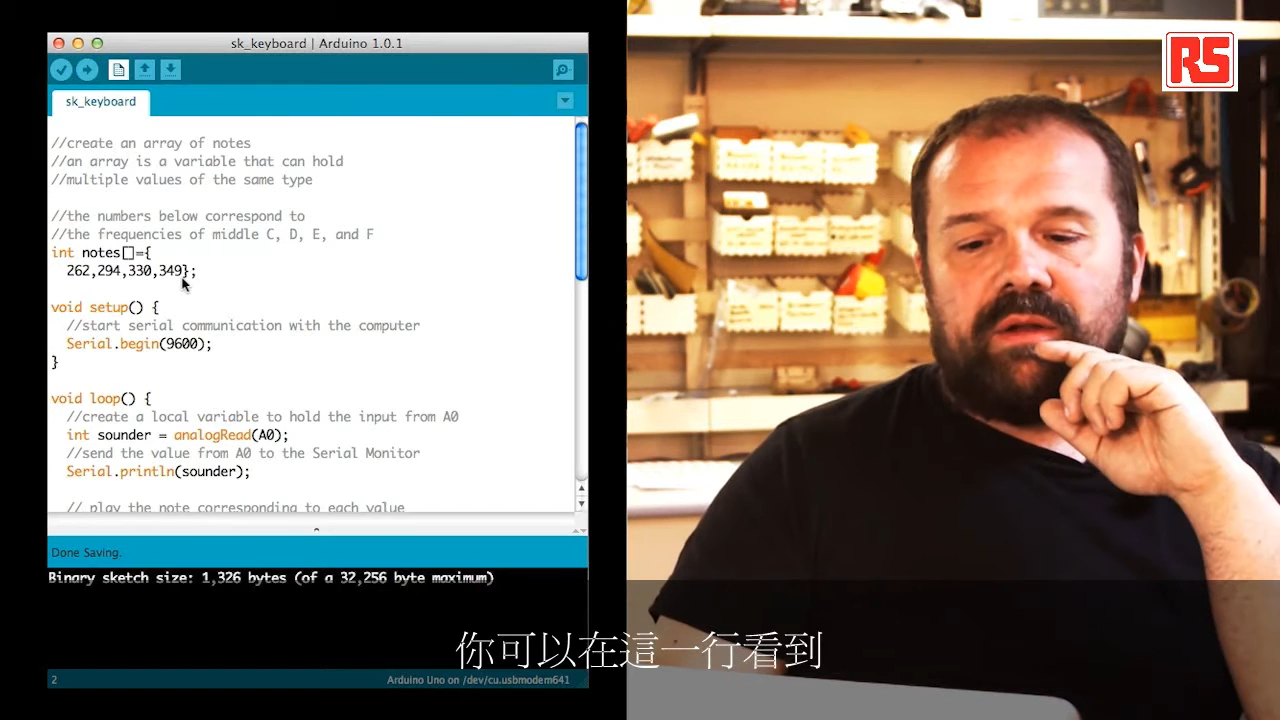 sk_keyboard | Arduino 1.0.1
sk_keyboard
//create an array of notes
//an array is a variable that can hold
//multiple values of the same type
//the numbers below correspond to
//the frequencies of middle C, D, E, and F
int notes[]={
262,294,330,349};
void setup() {
//start serial communication with the computer
Serial.begin(9600);
}
void loop() {
//create a local variable to hold the input from A0
int sounder = analogRead(A0);
//send the value from A0 to the Serial Monitor
Serial.println(sounder);
// play the note corresponding to each value
Done Saving.
Binary sketch size: 1,326 bytes (of a 32,256 byte maximum)
2
Arduino Uno on /dev/cu.usbmodem641
RS
你可以在這一行看到